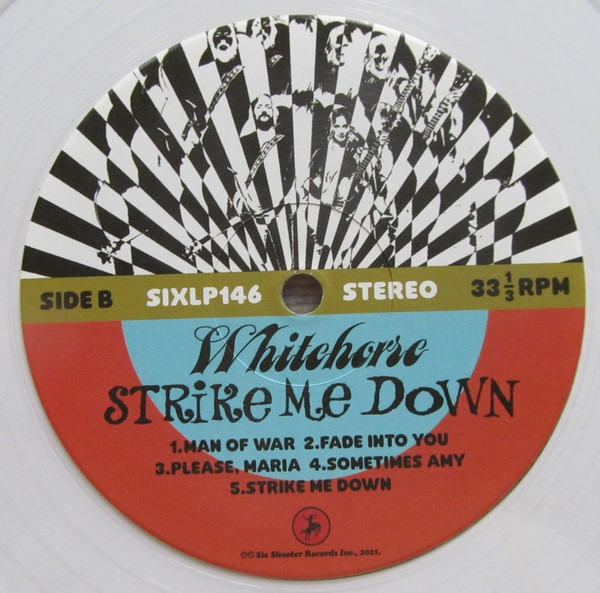 SIDE B SIXLP146 STEREO 33 1/3 RPM
Whitehorse
STRiKe Me DOWN
1.MAN OF WAR 2.FADE INTO YOU
3.PLEASE, MARIA 4.SOMETIMES AMY
5.STRIKE ME DOWN
℗© Six Shooter Records Inc., 2021.